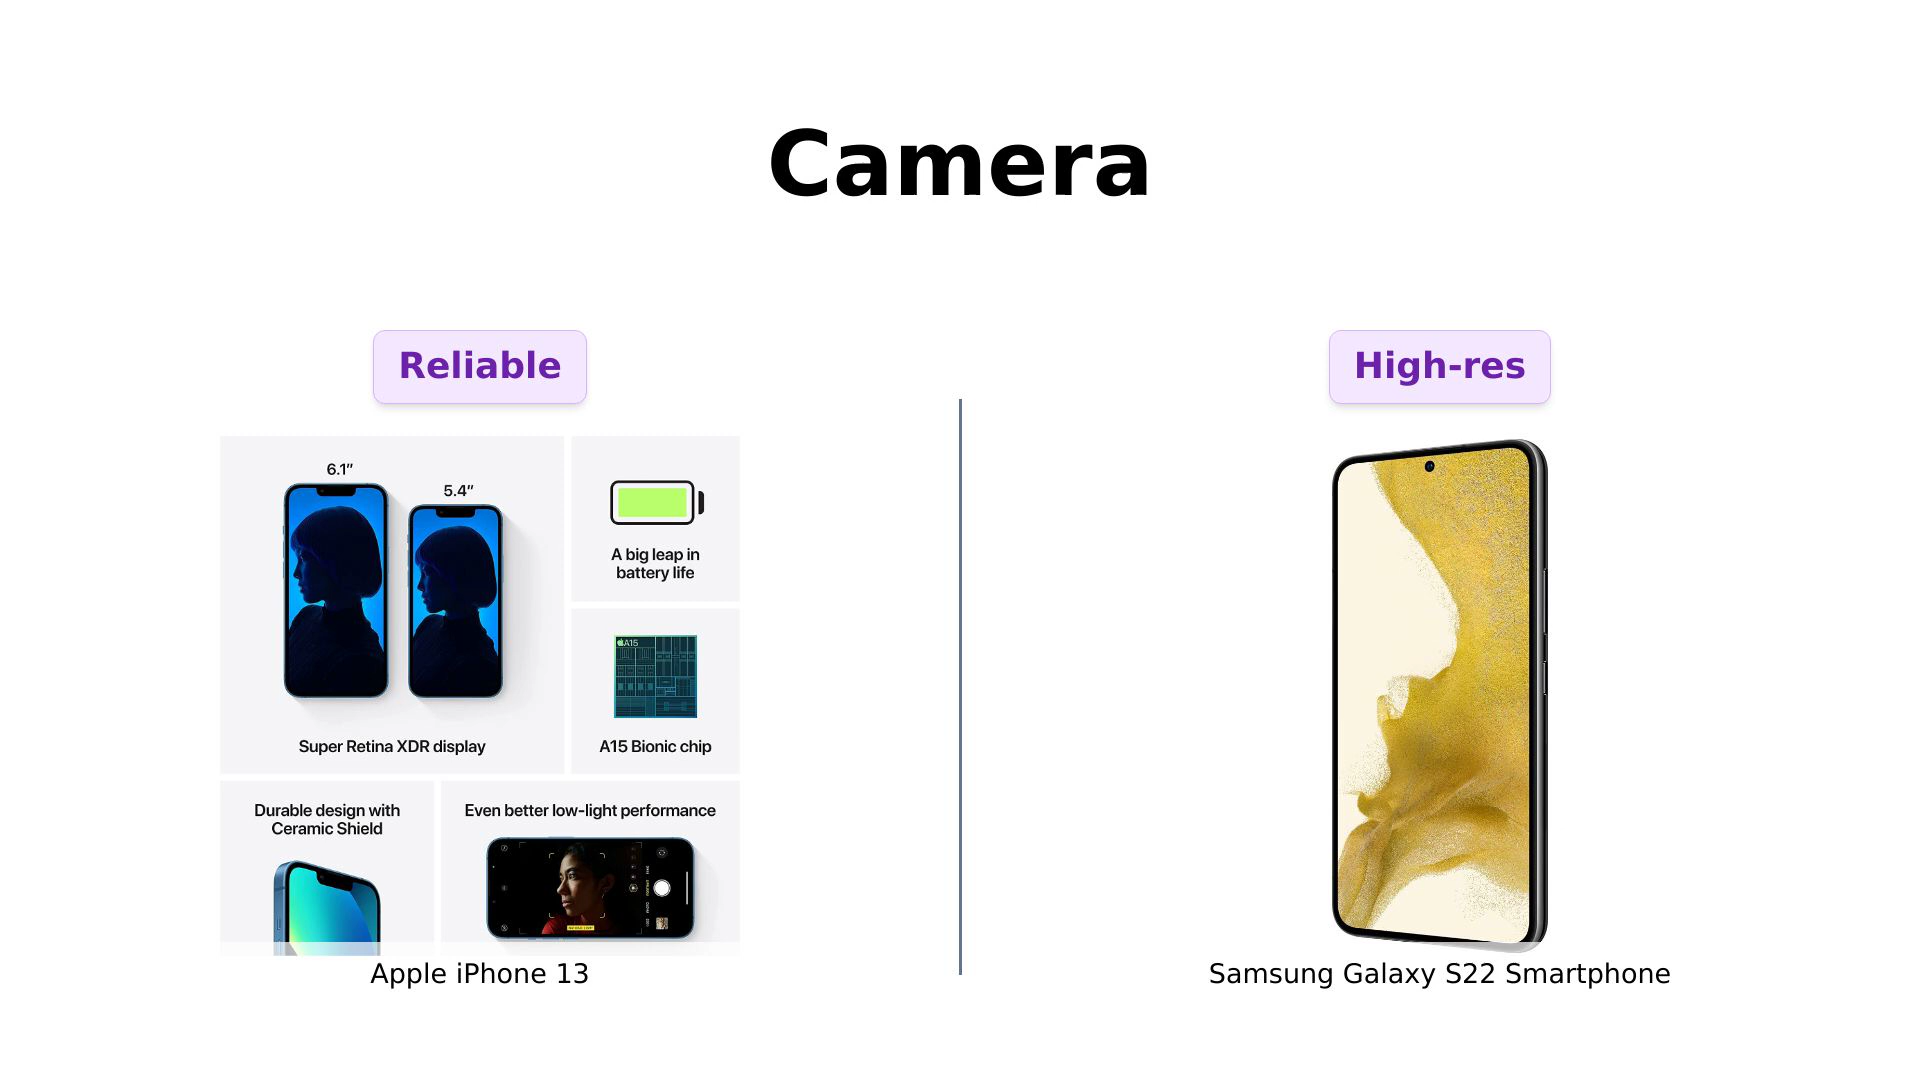 Camera
Reliable
High-res
6.1”
5.4”
A big leap in
battery life
A15
Super Retina XDR display
A15 Bionic chip
Durable design with
Ceramic Shield
Even better low-light performance
Apple iPhone 13
Samsung Galaxy S22 Smartphone